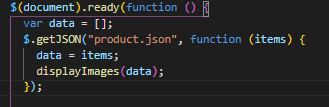 $(document).ready(function () {
  var data = [];
  $.getJSON("product.json", function (items) {
    data = items;
    displayImages(data);
  });